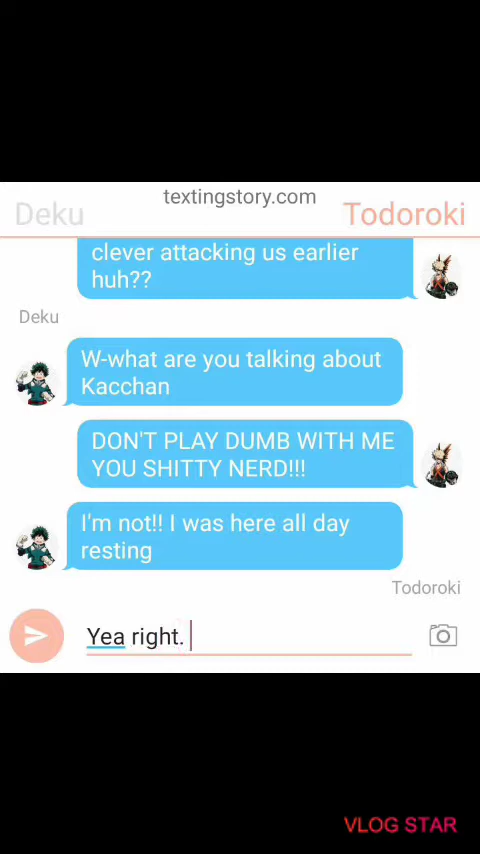 textingstory.com
Deku
Todoroki
clever attacking us earlier
huh??
Deku
W-what are you talking about
Kacchan
DON'T PLAY DUMB WITH ME
YOU SHITTY NERD!!!
I'm not!! I was here all day
resting
Todoroki
Yea right.
VLOG STAR